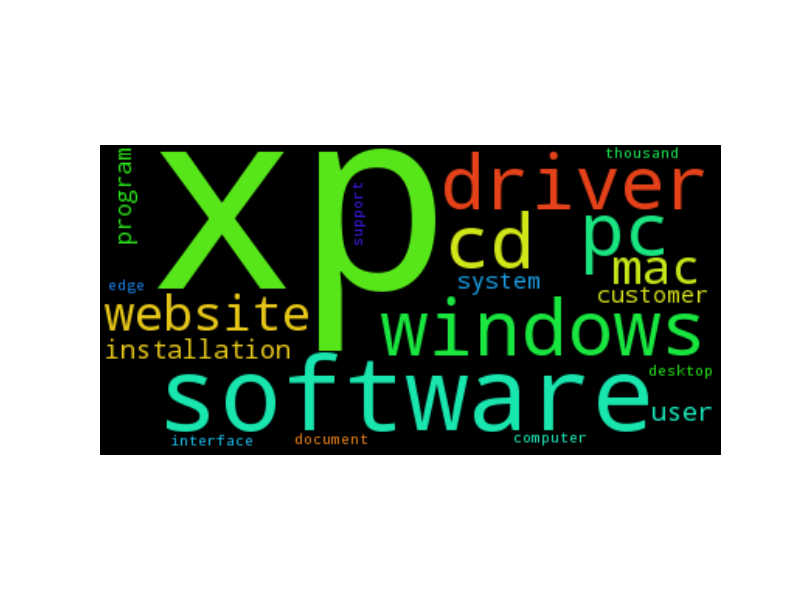 program
xp
support
driver
thousand
cd
pc
mac
system
customer
edge
website
windows
installation
software
desktop
user
interface
document
computer